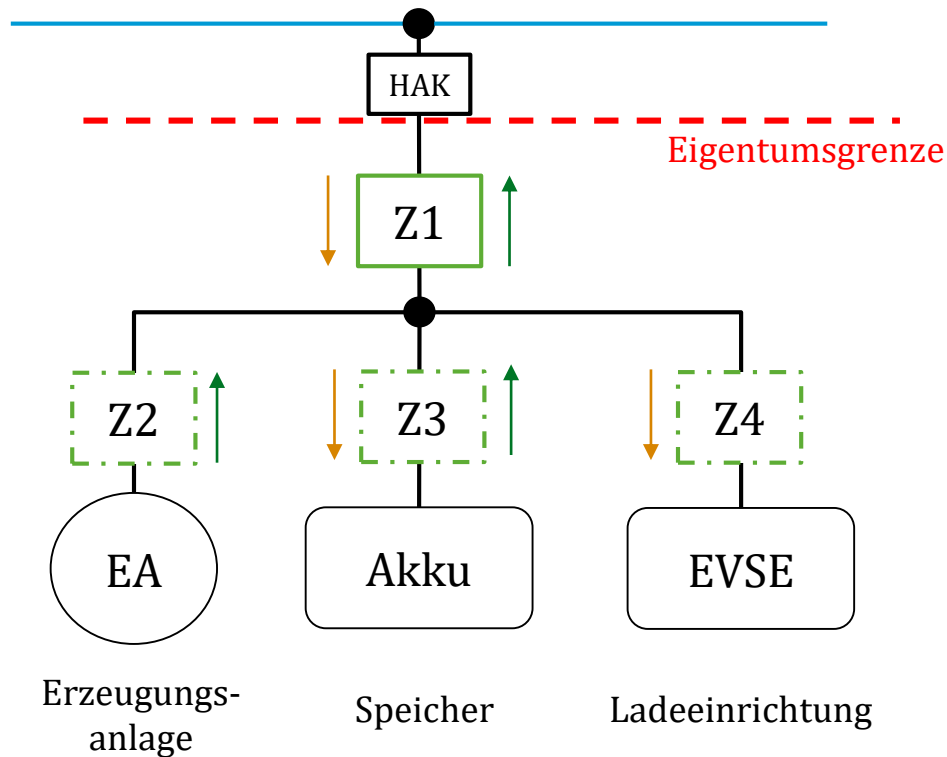 HAK
Eigentumsgrenze
Z1
Z2
Z3
Z4
EA
Akku
EVSE
Erzeugungs-
anlage
Speicher
Ladeeinrichtung